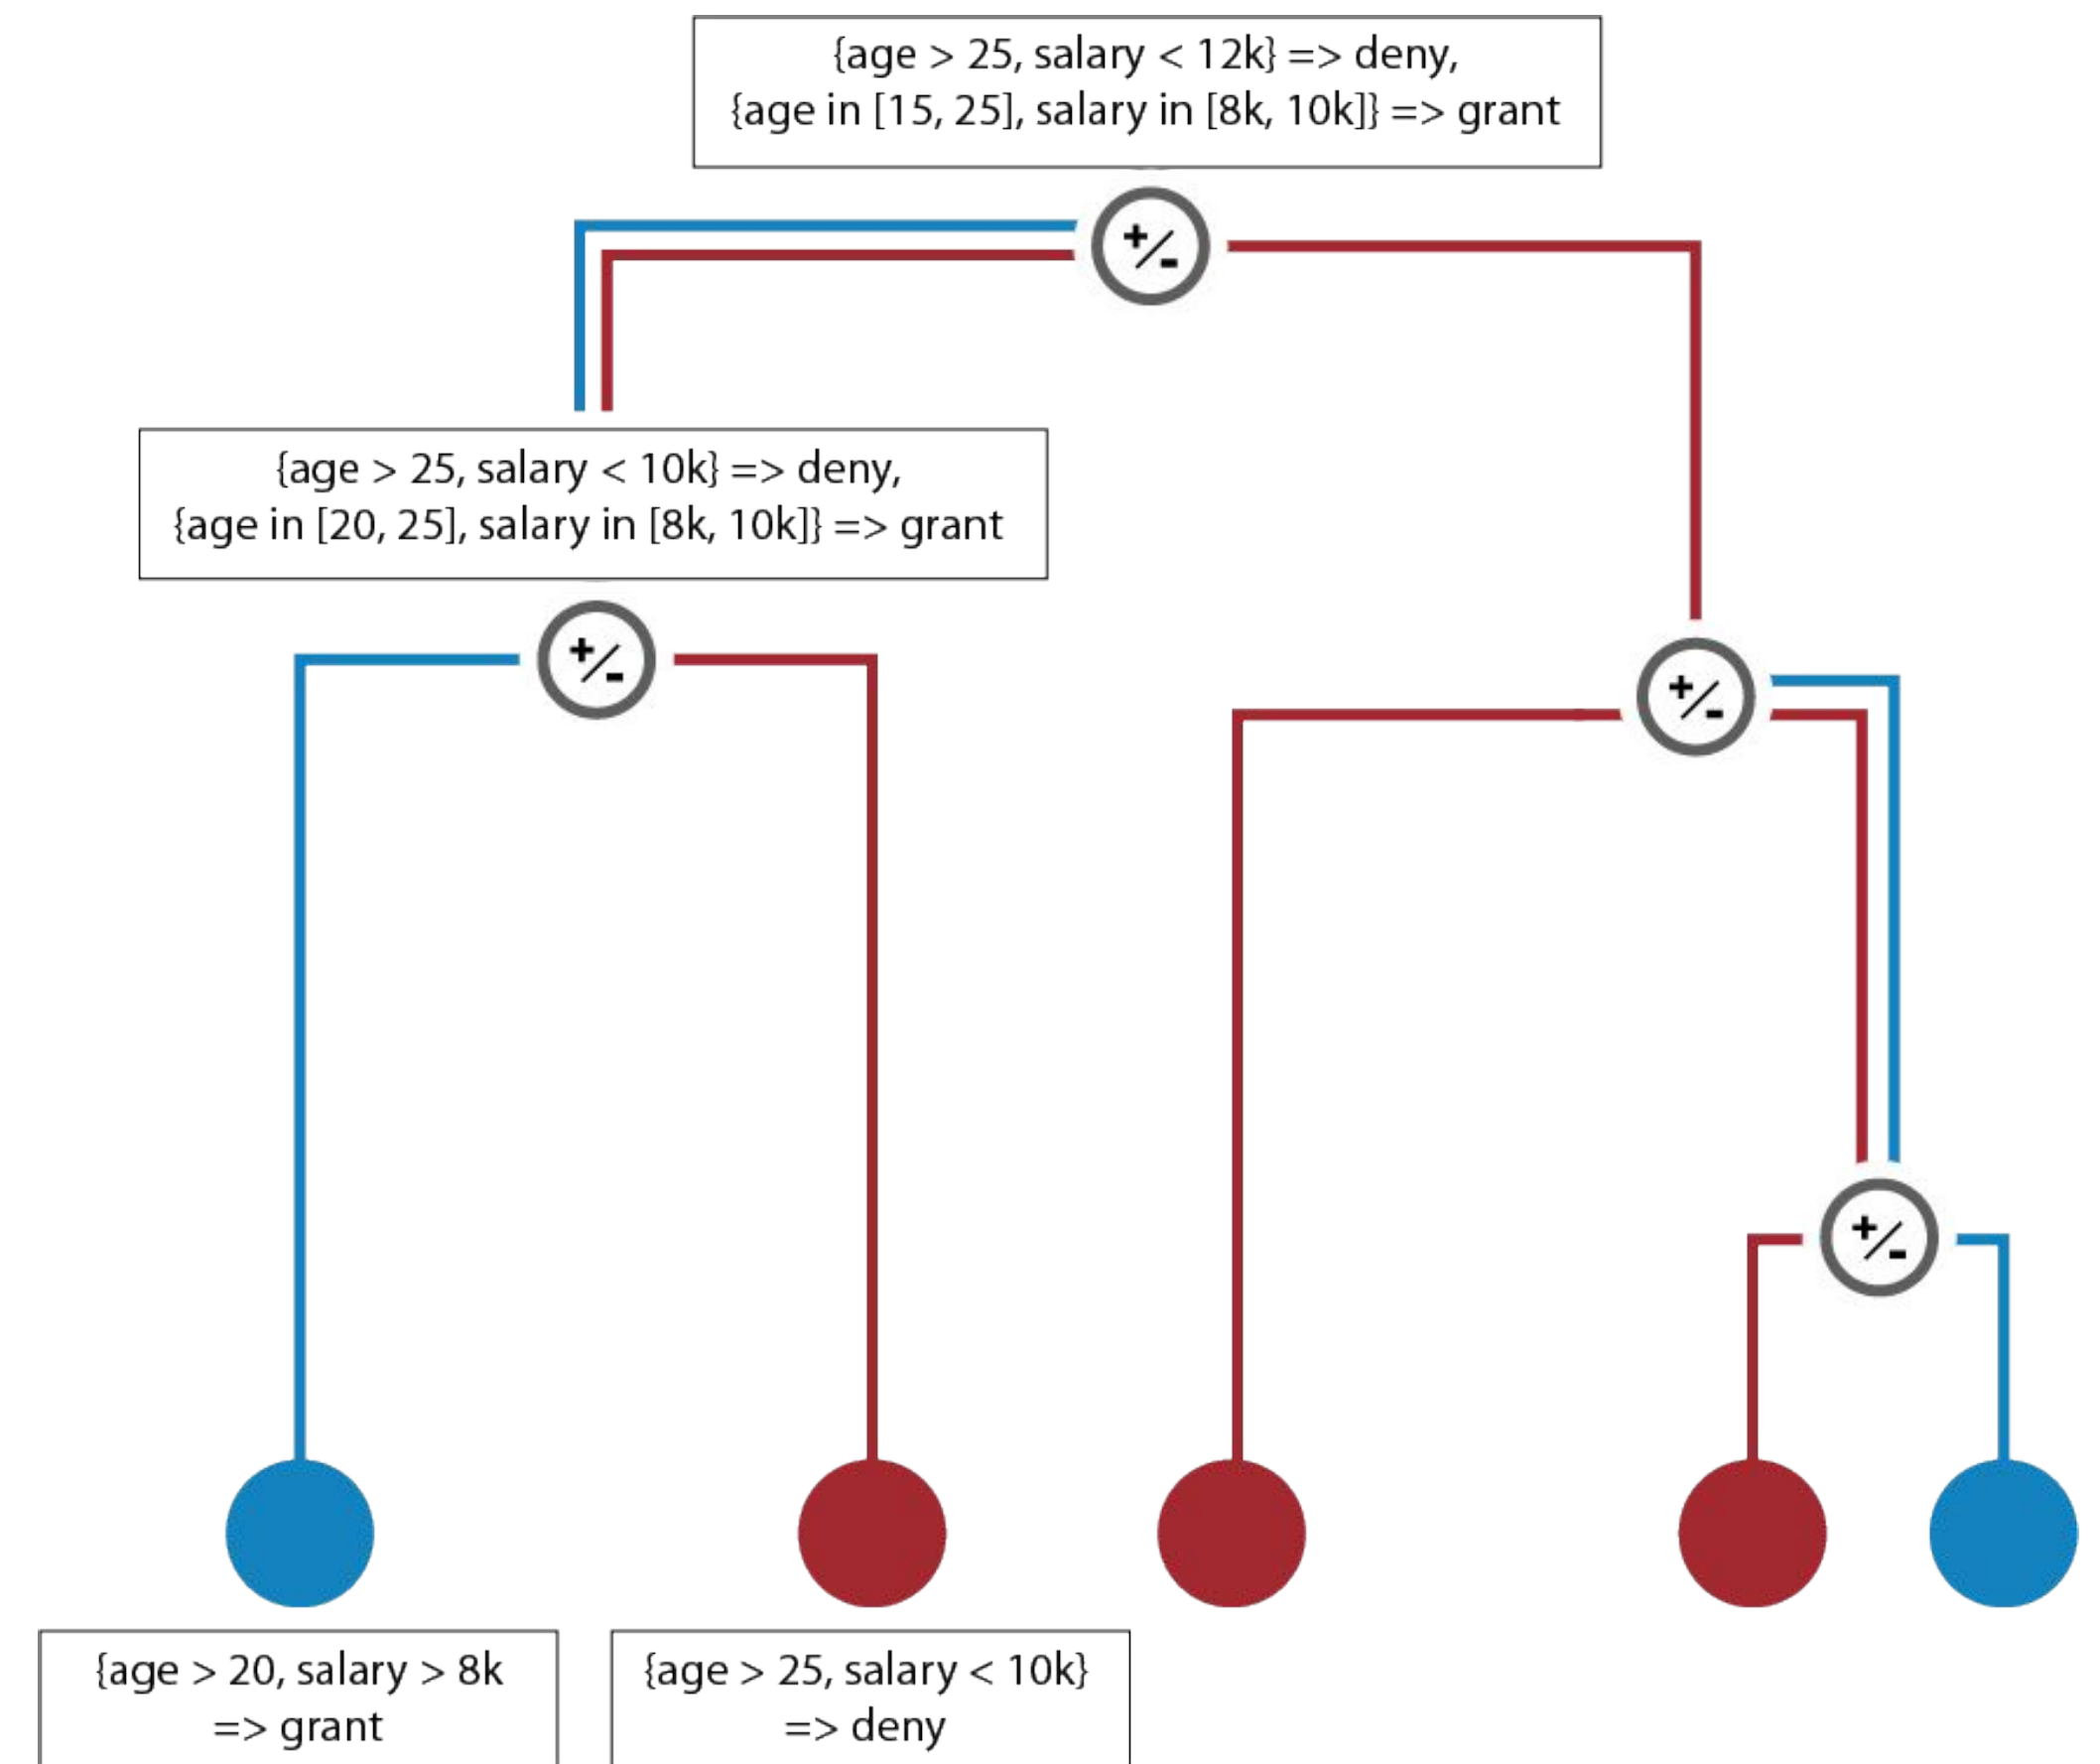 {age > 25, salary < 12k} => deny,
{age in [15, 25], salary in [8k, 10k]} => grant
+/-
{age > 25, salary < 10k} => deny,
{age in [20, 25], salary in [8k, 10k]} => grant
+/-
+/-
+/-
{age > 20, salary > 8k
=> grant
{age > 25, salary < 10k}
=> deny